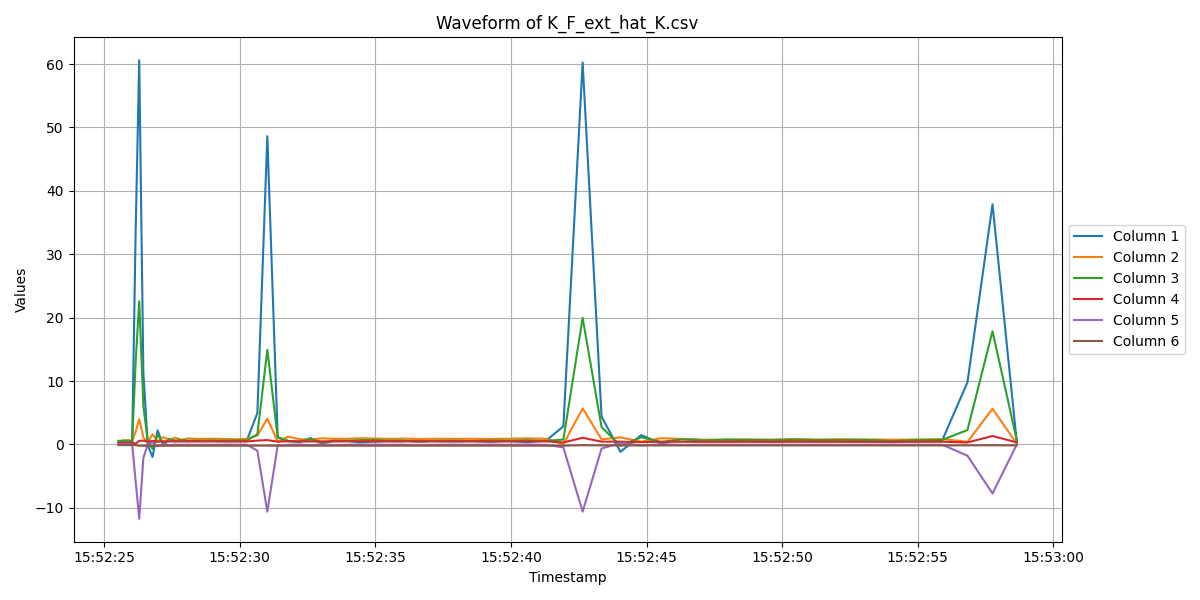 Waveform of K_F_ext_hat_K.csv
Values
60
50
40
30
20
10
0
−10
15:52:25 15:52:30 15:52:35 15:52:40 15:52:45 15:52:50 15:52:55 15:53:00
Timestamp
Column 1
Column 2
Column 3
Column 4
Column 5
Column 6